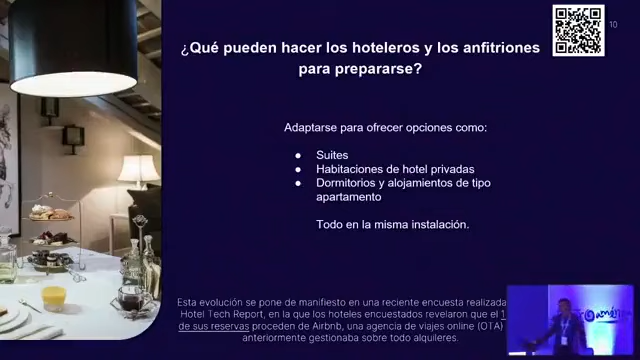 10
¿Qué pueden hacer los hoteleros y los anfitriones
para prepararse?
Adaptarse para ofrecer opciones como:
● Suites
● Habitaciones de hotel privadas
● Dormitorios y alojamientos de tipo
apartamento
Todo en la misma instalación.
Esta evolución se pone de manifiesto en una reciente encuesta realizada
Hotel Tech Report, en la que los hoteles encuestados revelaron que el 1
de sus reservas proceden de Airbnb, una agencia de viajes online (OTA)
anteriormente gestionaba sobre todo alquileres.